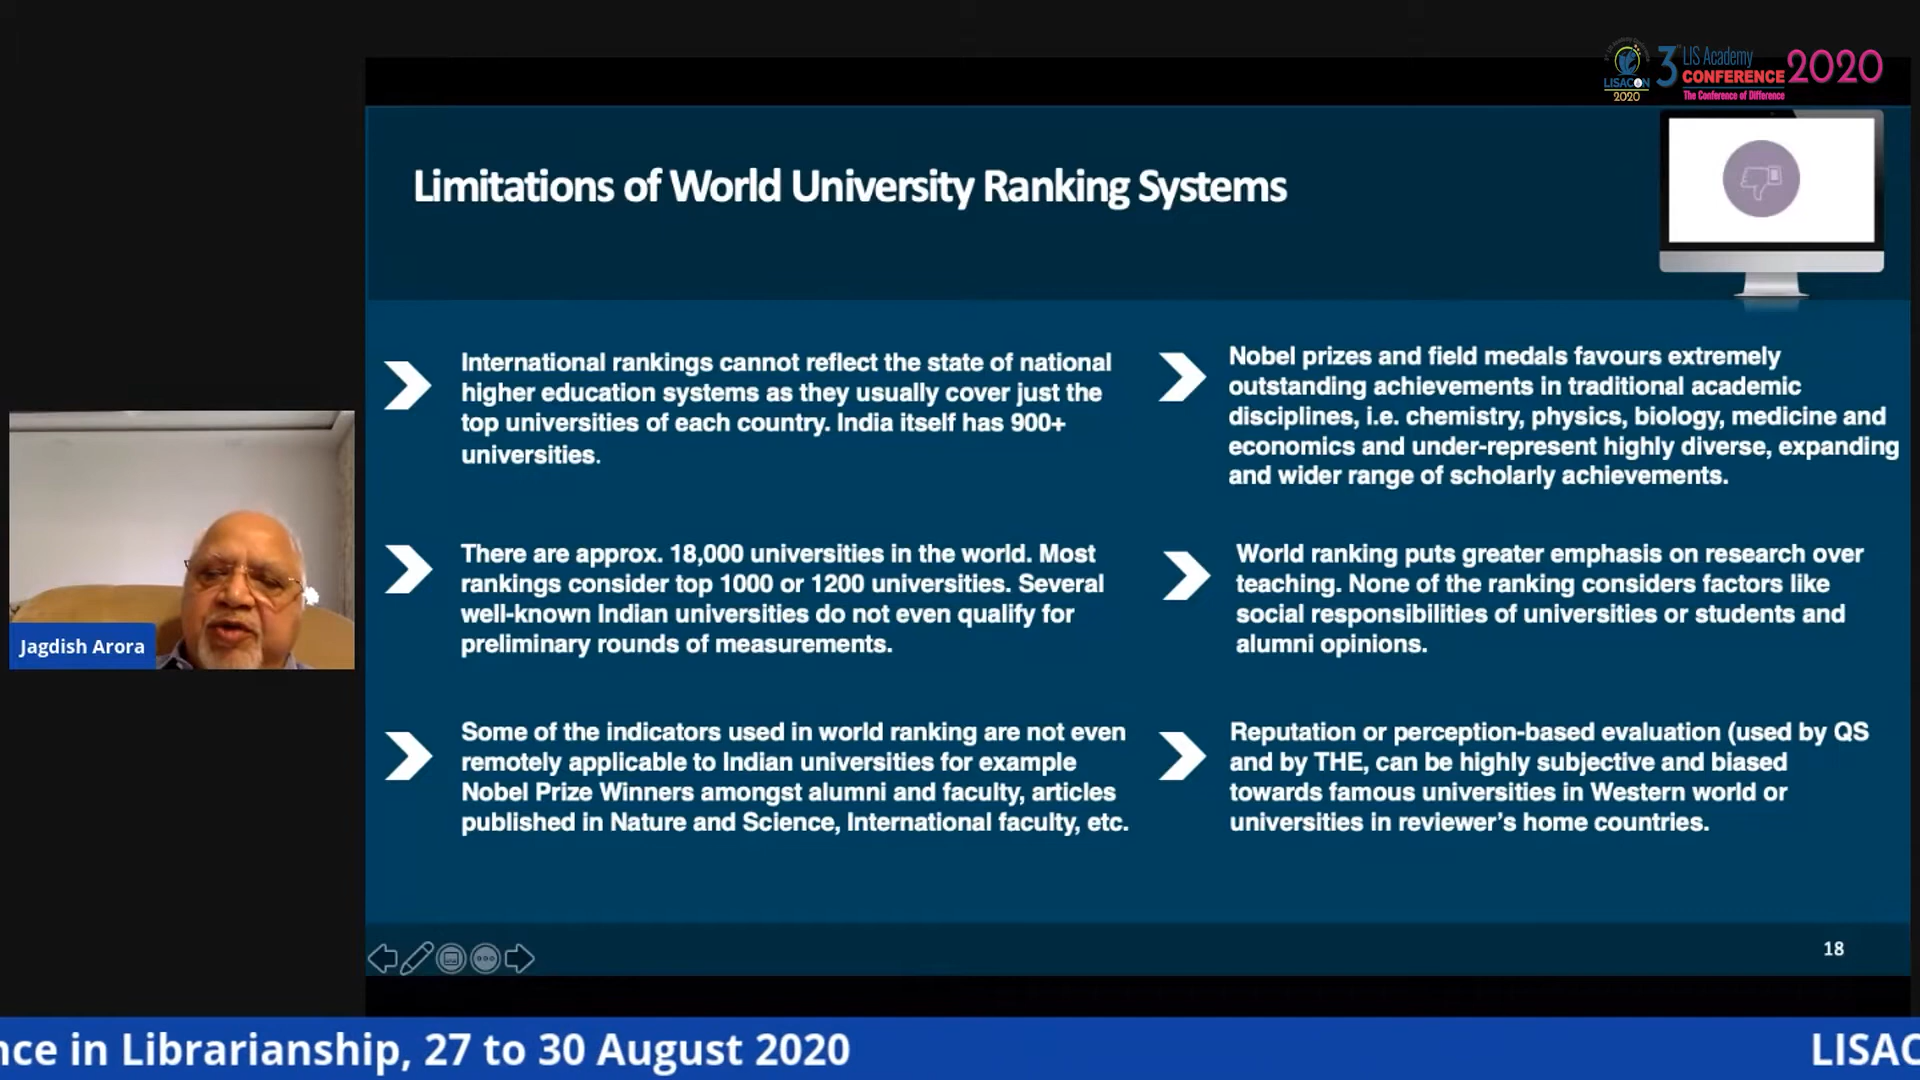 LISACON
2020
3rd LIS Academy
CONFERENCE 2020
The Conference of Difference
Limitations of World University Ranking Systems
International rankings cannot reflect the state of national
higher education systems as they usually cover just the
top universities of each country. India itself has 900+
universities.
There are approx. 18,000 universities in the world. Most
rankings consider top 1000 or 1200 universities. Several
well-known Indian universities do not even qualify for
preliminary rounds of measurements.
Some of the indicators used in world ranking are not even
remotely applicable to Indian universities for example
Nobel Prize Winners amongst alumni and faculty, articles
published in Nature and Science, International faculty, etc.
Nobel prizes and field medals favours extremely
outstanding achievements in traditional academic
disciplines, i.e. chemistry, physics, biology, medicine and
economics and under-represent highly diverse, expanding
and wider range of scholarly achievements.
World ranking puts greater emphasis on research over
teaching. None of the ranking considers factors like
social responsibilities of universities or students and
alumni opinions.
Reputation or perception-based evaluation (used by QS
and by THE, can be highly subjective and biased
towards famous universities in Western world or
universities in reviewer's home countries.
Jagdish Arora
18
nce in Librarianship, 27 to 30 August 2020
LISAC